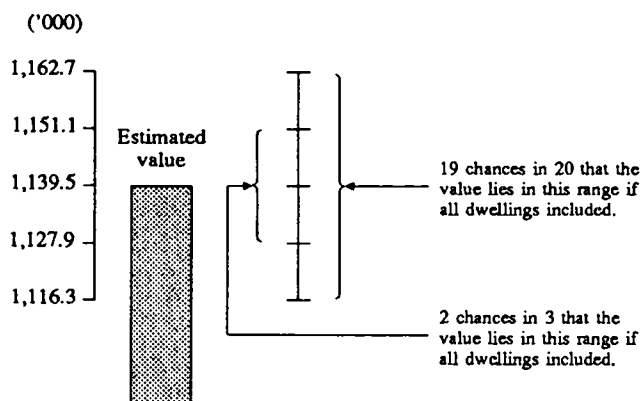 ('000)
1,162.7
1,151.1
1,139.5
1,127.9
1,116.3
Estimated
value
19 chances in 20 that the
value lies in this range if
all dwellings included.
2 chances in 3 that the
value lies in this range if
all dwellings included.